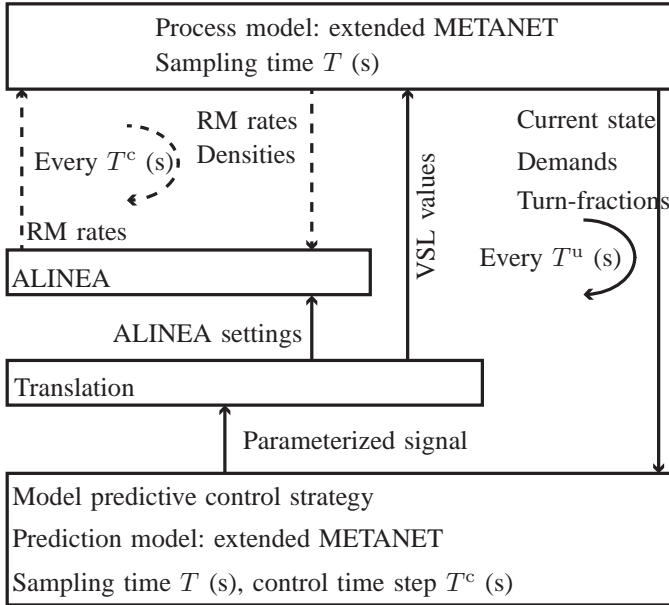 Process model: extended METANET
Sampling time T (s)
RM rates
Densities
Every T^c (s)
RM rates
VSL values
Current state
Demands
Turn-fractions
Every T^u (s)
ALINEA
ALINEA settings
Translation
Parameterized signal
Model predictive control strategy
Prediction model: extended METANET
Sampling time T (s), control time step T^c (s)